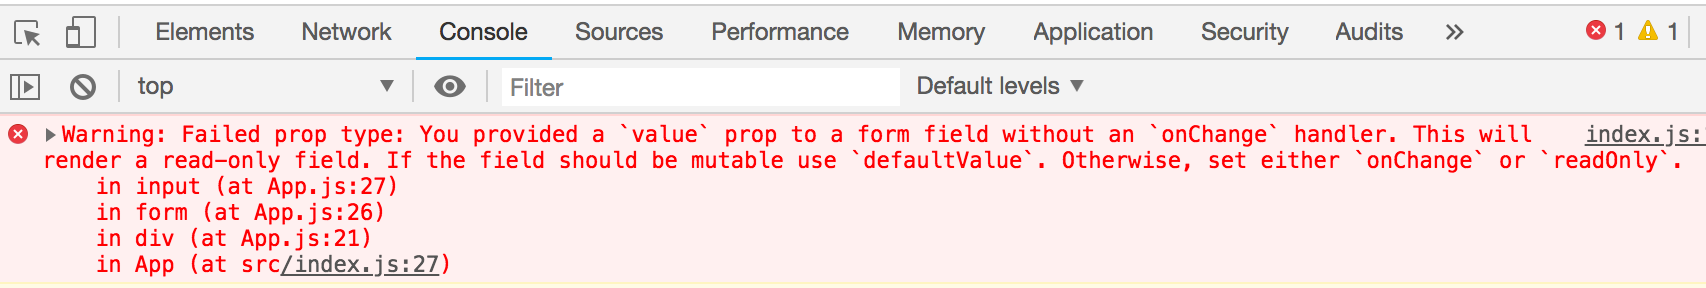 Elements Network Console Sources Performance Memory Application Security Audits » 1 1
top Filter Default levels
Warning: Failed prop type: You provided a `value` prop to a form field without an `onChange` handler. This will index.js:
render a read-only field. If the field should be mutable use `defaultValue`. Otherwise, set either `onChange` or `readOnly`.
in input (at App.js:27)
in form (at App.js:26)
in div (at App.js:21)
in App (at src/index.js:27)